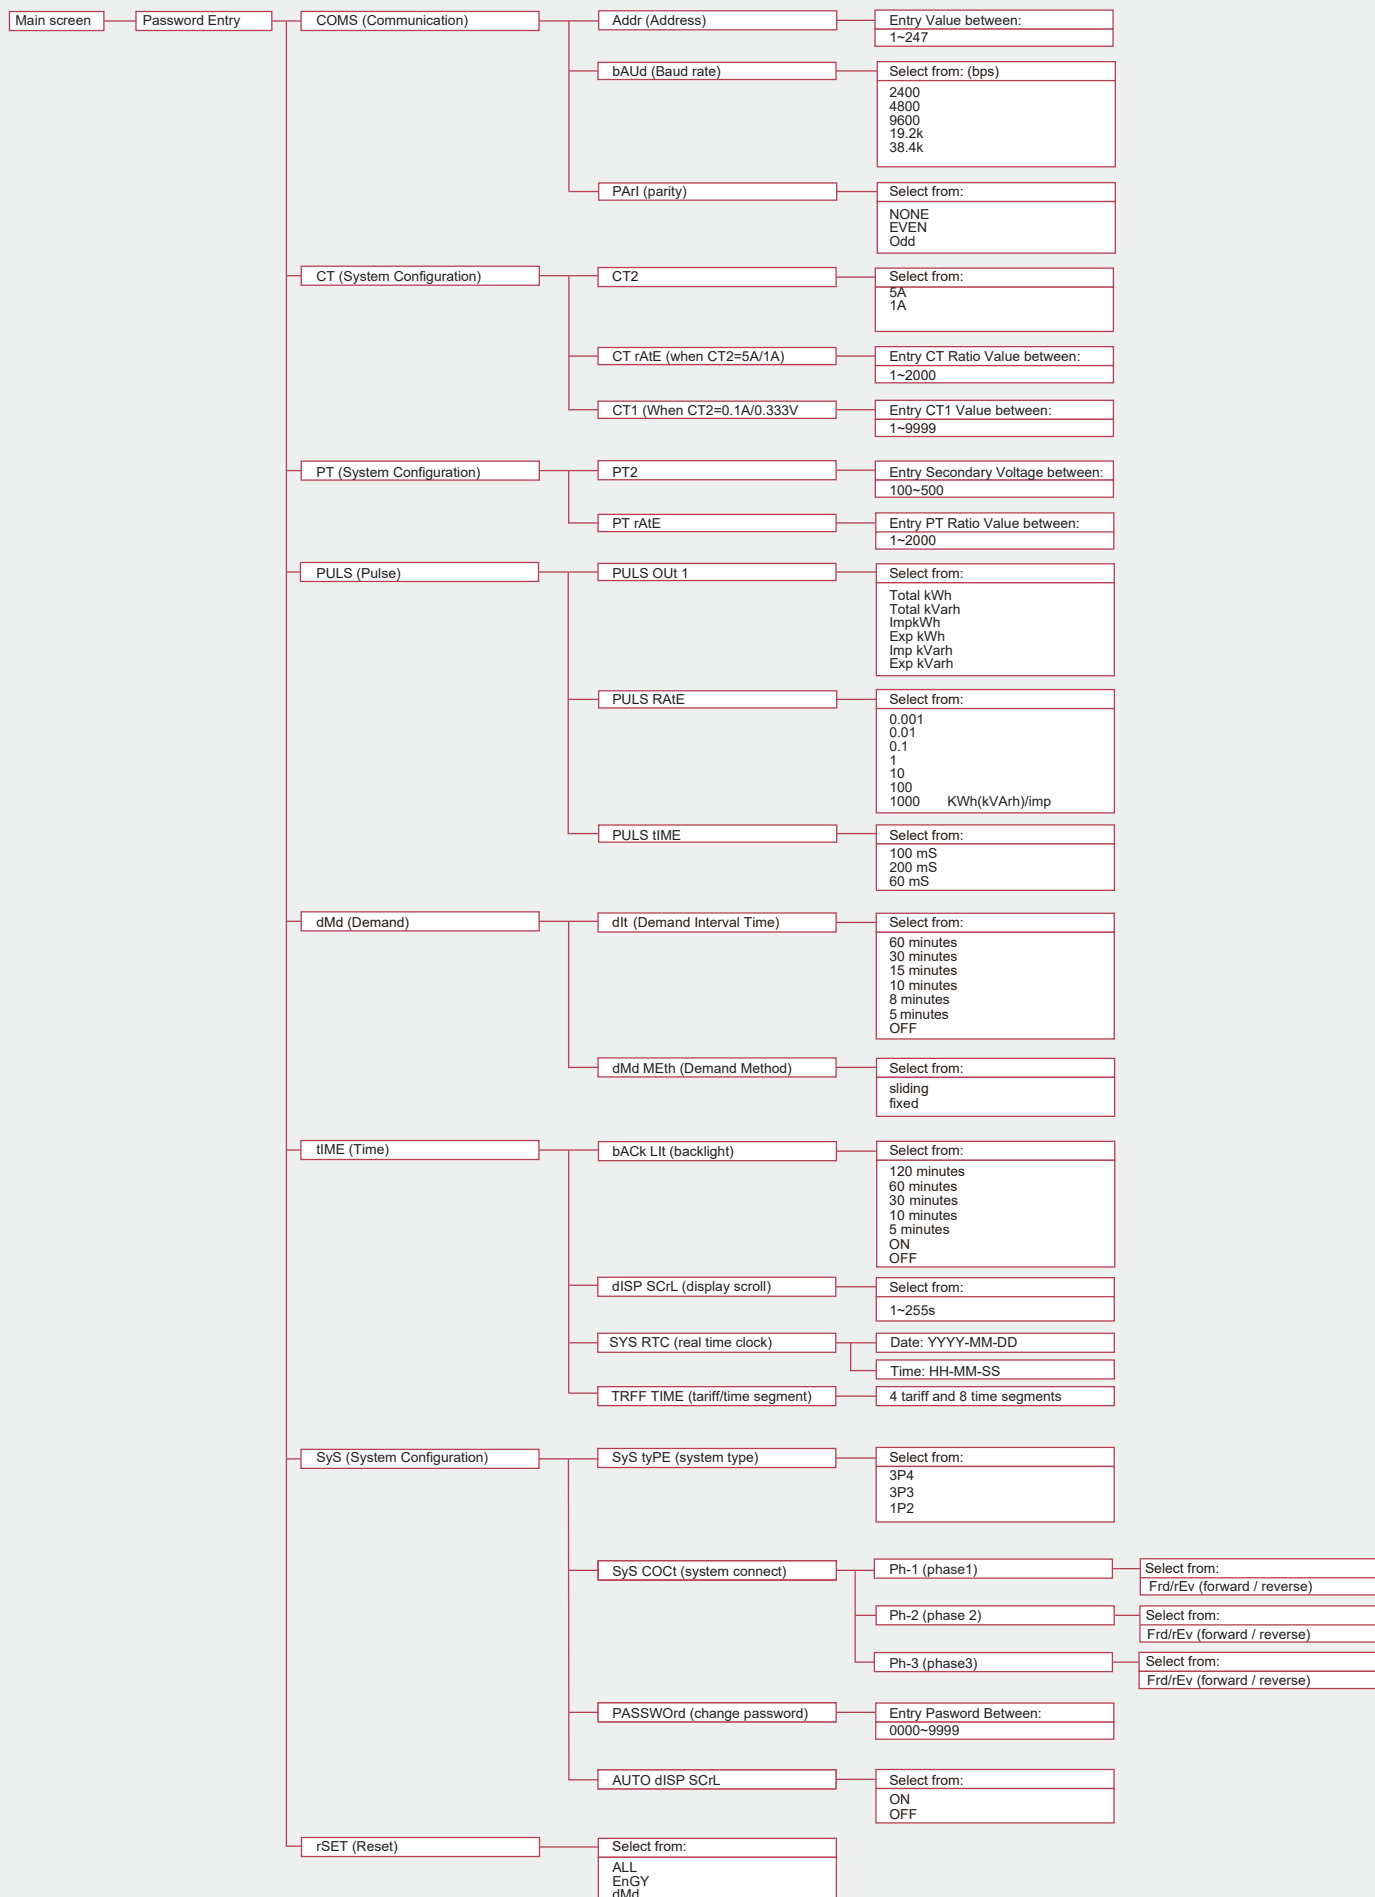 Main screen
Password Entry
COMS (Communication)
Addr (Address)
Entry Value between:
1~247
bAUd (Baud rate)
Select from: (bps)
2400
4800
9600
19.2k
38.4k
PArI (parity)
Select from:
NONE
EVEN
Odd
CT (System Configuration)
CT2
Select from:
5A
1A
CT rAtE (when CT2=5A/1A)
Entry CT Ratio Value between:
1~2000
CT1 (When CT2=0.1A/0.333V
Entry CT1 Value between:
1~9999
PT (System Configuration)
PT2
Entry Secondary Voltage between:
100~500
PT rAtE
Entry PT Ratio Value between:
1~2000
PULS (Pulse)
PULS OUt 1
Select from:
Total kWh
Total kVarh
ImpkWh
Exp kWh
Imp kVarh
Exp kVarh
PULS RAtE
Select from:
0.001
0.01
0.1
1
10
100
1000 KWh(kVArh)/imp
PULS tIME
Select from:
100 mS
200 mS
60 mS
dMd (Demand)
dIt (Demand Interval Time)
Select from:
60 minutes
30 minutes
15 minutes
10 minutes
8 minutes
5 minutes
OFF
dMd MEth (Demand Method)
Select from:
sliding
fixed
tIME (Time)
bACk LIt (backlight)
Select from:
120 minutes
60 minutes
30 minutes
10 minutes
5 minutes
ON
OFF
dISP SCrL (display scroll)
Select from:
1~255s
SYS RTC (real time clock)
Date: YYYY-MM-DD
Time: HH-MM-SS
TRFF TIME (tariff/time segment)
4 tariff and 8 time segments
SyS (System Configuration)
SyS tyPE (system type)
Select from:
3P4
3P3
1P2
SyS COCt (system connect)
Ph-1 (phase1)
Select from:
Frd/rEv (forward / reverse)
Ph-2 (phase 2)
Select from:
Frd/rEv (forward / reverse)
Ph-3 (phase3)
Select from:
Frd/rEv (forward / reverse)
PASSWOrd (change password)
Entry Pasword Between:
0000~9999
AUTO dISP SCrL
Select from:
ON
OFF
rSET (Reset)
Select from:
ALL
EnGY
dMd